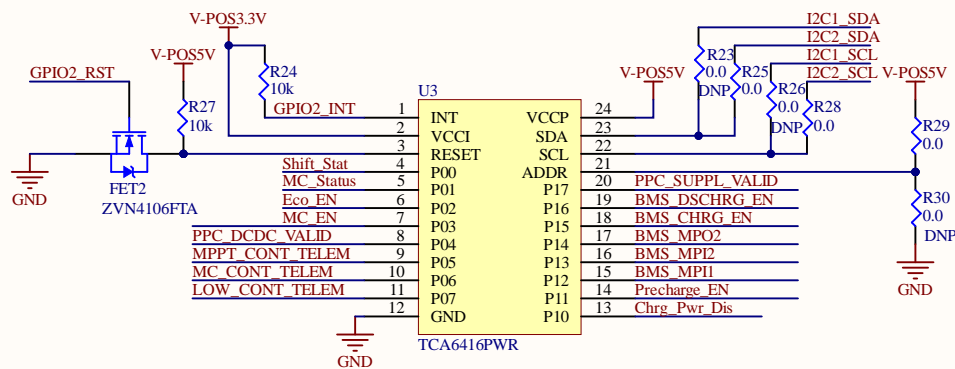 V-POS3.3V
I2C1_SDA
I2C2_SDA
I2C1_SCL
I2C2_SCL
V-POS5V
GPIO2_RST
R24
10k
V-POS5V
R23
0.0
DNP
R25
0.0
R26
0.0
DNP
R28
0.0
V-POS5V
R27
10k
GPIO2_INT
U3
R29
0.0
1 INT VCCP 24
2 VCCI SDA 23
3 RESET SCL 22
4 P00 ADDR 21
5 P01 P17 20
6 P02 P16 19
7 P03 P15 18
8 P04 P14 17
9 P05 P13 16
10 P06 P12 15
11 P07 P11 14
12 GND P10 13
Shift_Stat
MC_Status
Eco_EN
MC_EN
PPC_DCDC_VALID
MPPT_CONT_TELEM
MC_CONT_TELEM
LOW_CONT_TELEM
PPC_SUPPL_VALID
BMS_DSCHRG_EN
BMS_CHRG_EN
BMS_MPO2
BMS_MPI2
BMS_MPI1
Precharge_EN
Chrg_Pwr_Dis
GND
FET2
ZVN4106FTA
R30
0.0
DNP
GND
GND
TCA6416PWR